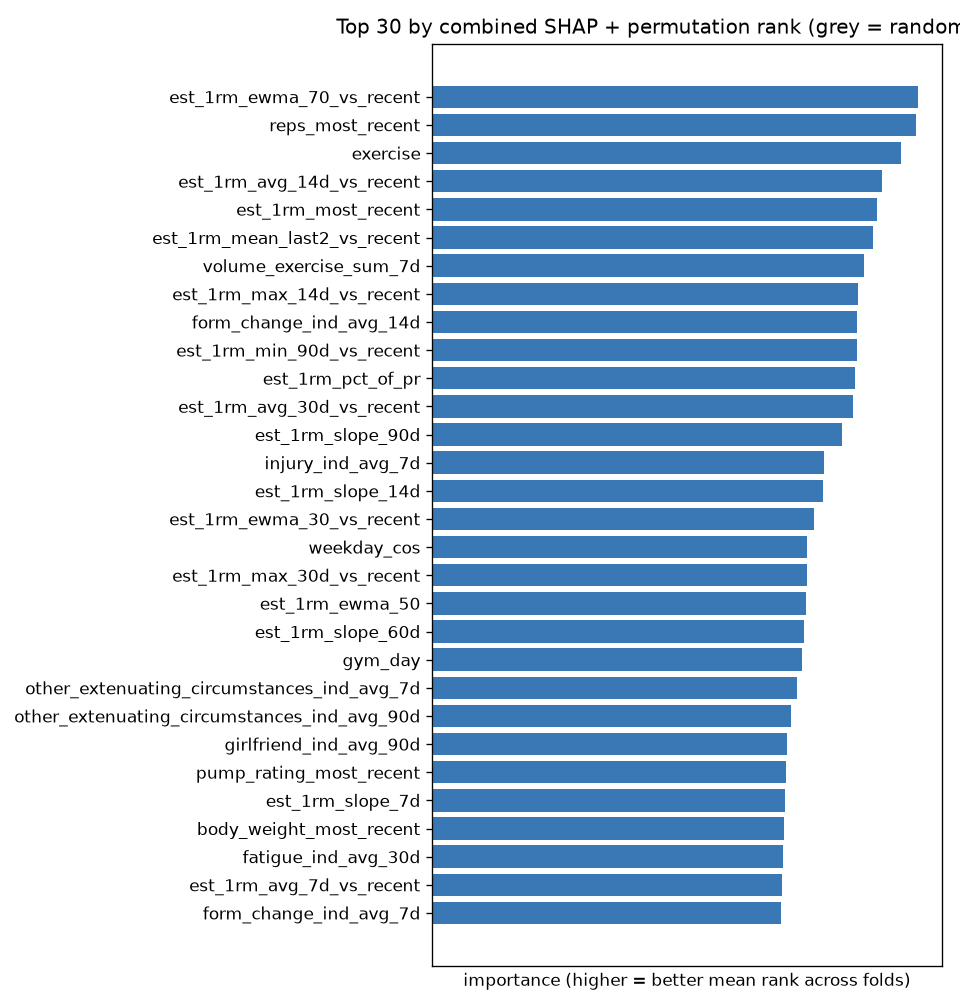 Top 30 by combined SHAP + permutation rank (grey = random
est_1rm_ewma_70_vs_recent
reps_most_recent
exercise
est_1rm_avg_14d_vs_recent
est_1rm_most_recent
est_1rm_mean_last2_vs_recent
volume_exercise_sum_7d
est_1rm_max_14d_vs_recent
form_change_ind_avg_14d
est_1rm_min_90d_vs_recent
est_1rm_pct_of_pr
est_1rm_avg_30d_vs_recent
est_1rm_slope_90d
injury_ind_avg_7d
est_1rm_slope_14d
est_1rm_ewma_30_vs_recent
weekday_cos
est_1rm_max_30d_vs_recent
est_1rm_ewma_50
est_1rm_slope_60d
gym_day
other_extenuating_circumstances_ind_avg_7d
other_extenuating_circumstances_ind_avg_90d
girlfriend_ind_avg_90d
pump_rating_most_recent
est_1rm_slope_7d
body_weight_most_recent
fatigue_ind_avg_30d
est_1rm_avg_7d_vs_recent
form_change_ind_avg_7d
importance (higher = better mean rank across folds)